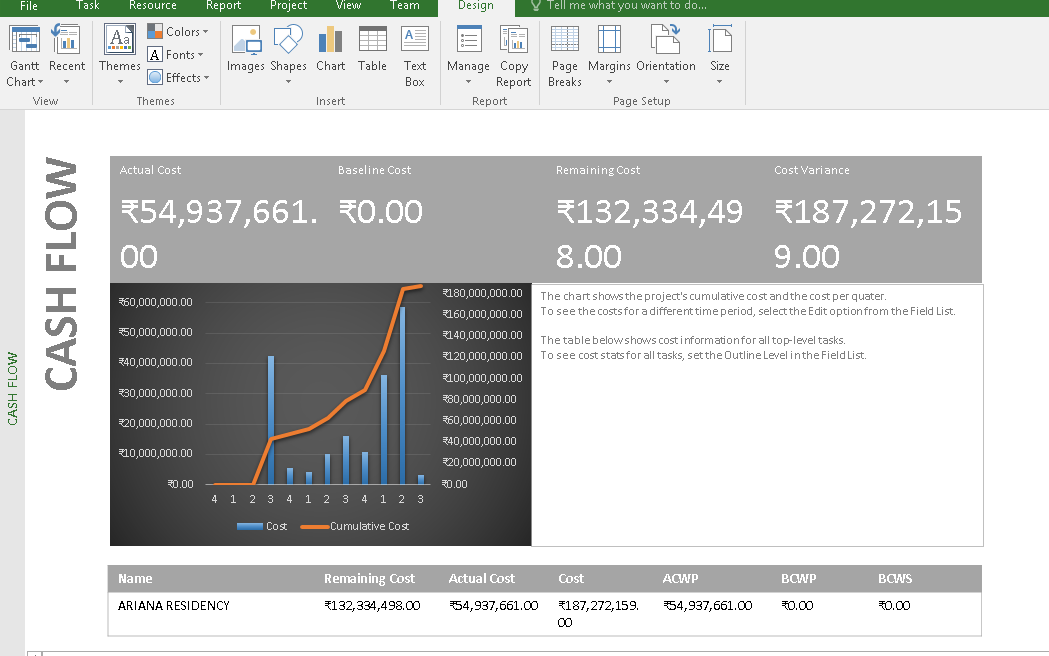 File Task Resource Report Project View Team Design Tell me what you want to do...
Gantt Chart Recent Themes Colors Fonts Effects Images Shapes Chart Table Text Box Manage Copy Report Page Breaks Margins Orientation Size
View Themes Insert Report Page Setup
CASH FLOW
CASH FLOW
Actual Cost Baseline Cost Remaining Cost Cost Variance
₹54,937,661. ₹0.00 ₹132,334,49 ₹187,272,15
00 8.00 9.00
₹60,000,000.00
₹50,000,000.00
₹40,000,000.00
₹30,000,000.00
₹20,000,000.00
₹10,000,000.00
₹0.00
₹180,000,000.00
₹160,000,000.00
₹140,000,000.00
₹120,000,000.00
₹100,000,000.00
₹80,000,000.00
₹60,000,000.00
₹40,000,000.00
₹20,000,000.00
₹0.00
4 1 2 3 4 1 2 3 4 1 2 3
Cost Cumulative Cost
The chart shows the project's cumulative cost and the cost per quater.
To see the costs for a different time period, select the Edit option from the Field List.
The table below shows cost information for all top-level tasks.
To see cost stats for all tasks, set the Outline Level in the Field List.
Name Remaining Cost Actual Cost Cost ACWP BCWP BCWS
ARIANA RESIDENCY ₹132,334,498.00 ₹54,937,661.00 ₹187,272,159. ₹54,937,661.00 ₹0.00 ₹0.00
00